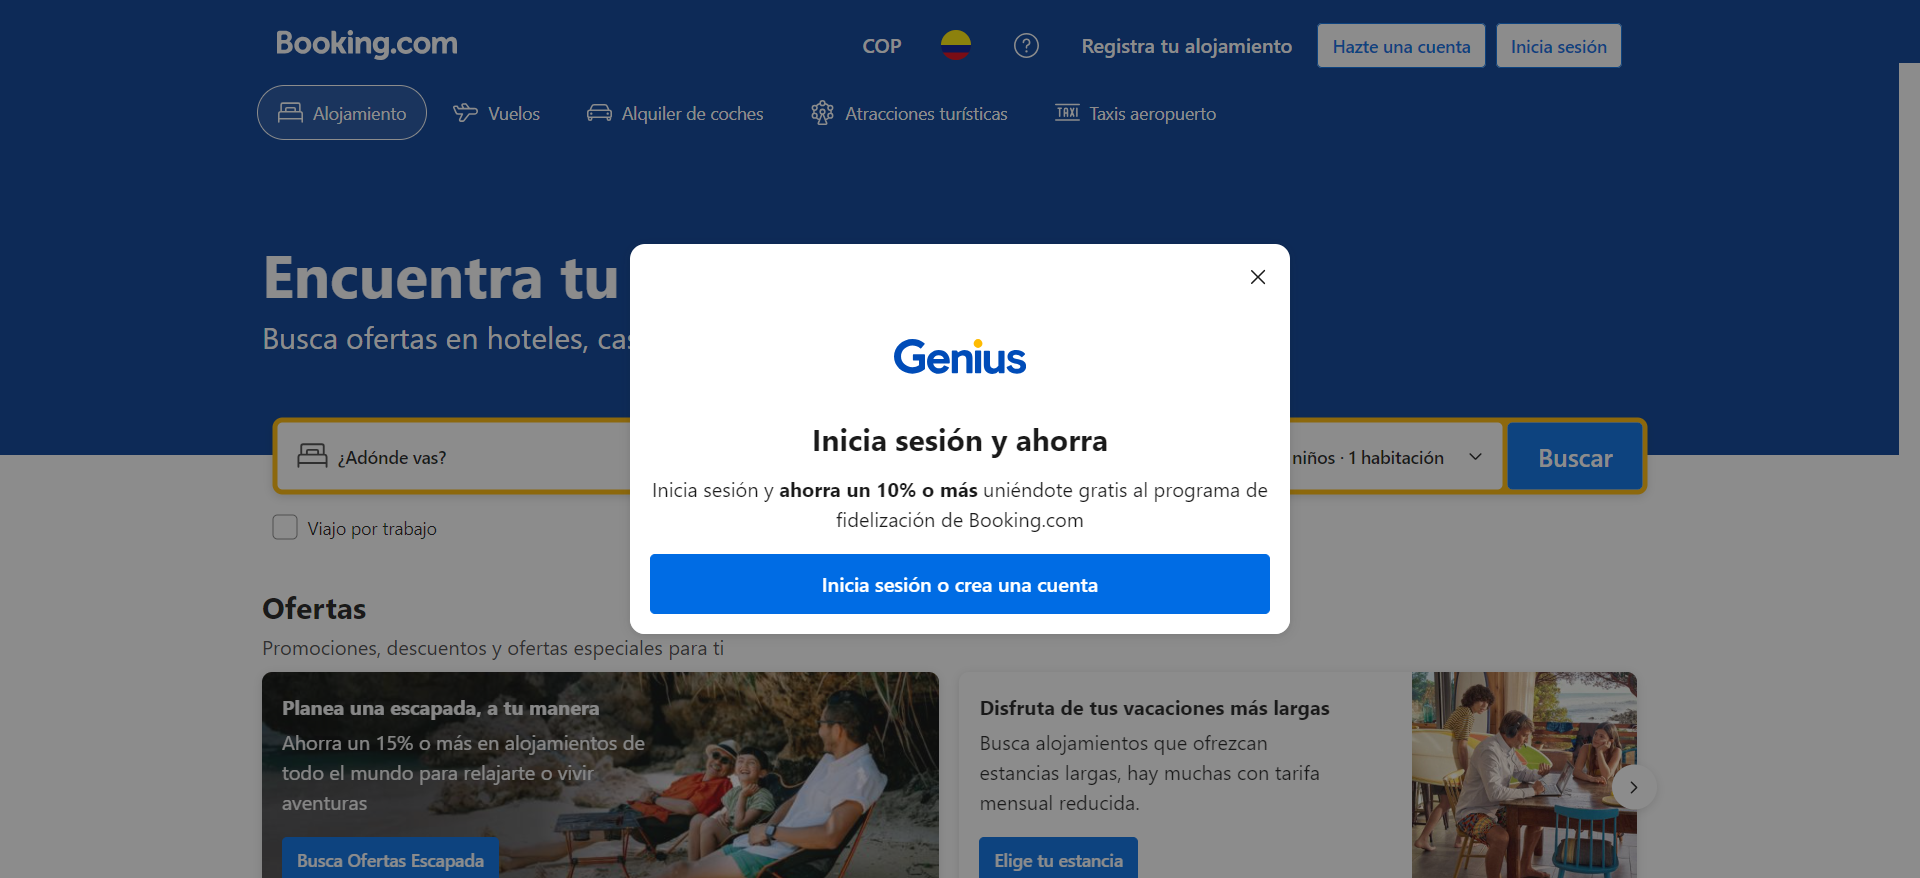 Booking.com
COP
Registra tu alojamiento
Hazte una cuenta
Inicia sesión
Alojamiento
Vuelos
Alquiler de coches
Atracciones turísticas
TAXI
Taxis aeropuerto
Encuentra tu
Busca ofertas en hoteles,
Genius
Inicia sesión y ahorra
Inicia sesión y ahorra un 10% o más uniéndote gratis al programa de
fidelización de Booking.com
Inicia sesión o crea una cuenta
¿Adónde vas?
niños · 1 habitación
Buscar
Viajo por trabajo
Ofertas
Promociones, descuentos y ofertas especiales para ti
Planea una escapada, a tu manera
Ahorra un 15% o más en alojamientos de
todo el mundo para relajarte o vivir
aventuras
Busca Ofertas Escapada
Disfruta de tus vacaciones más largas
Busca alojamientos que ofrezcan
estancias largas, hay muchas con tarifa
mensual reducida.
Elige tu estancia